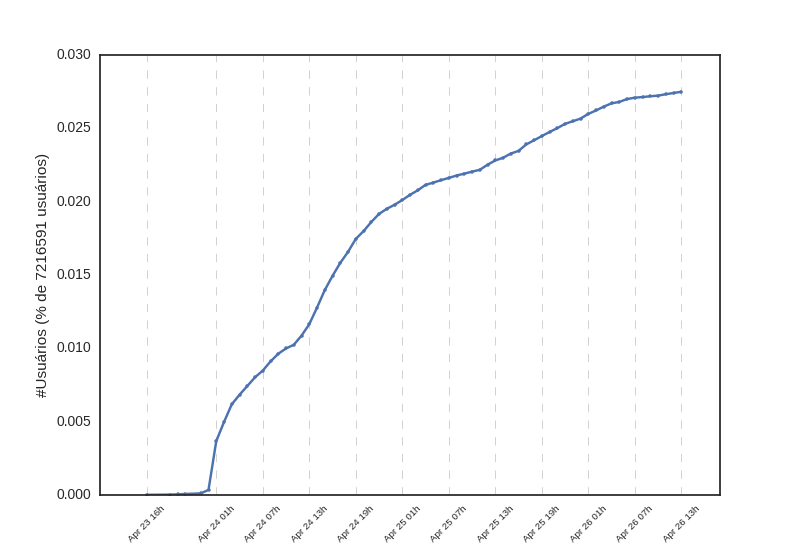 0.030
0.025
0.020
0.015
0.010
0.005
0.000
#Usuários (% de 7216591 usuários)
Apr 23 16h
Apr 24 01h
Apr 24 07h
Apr 24 13h
Apr 24 19h
Apr 25 01h
Apr 25 07h
Apr 25 13h
Apr 25 19h
Apr 26 01h
Apr 26 07h
Apr 26 13h